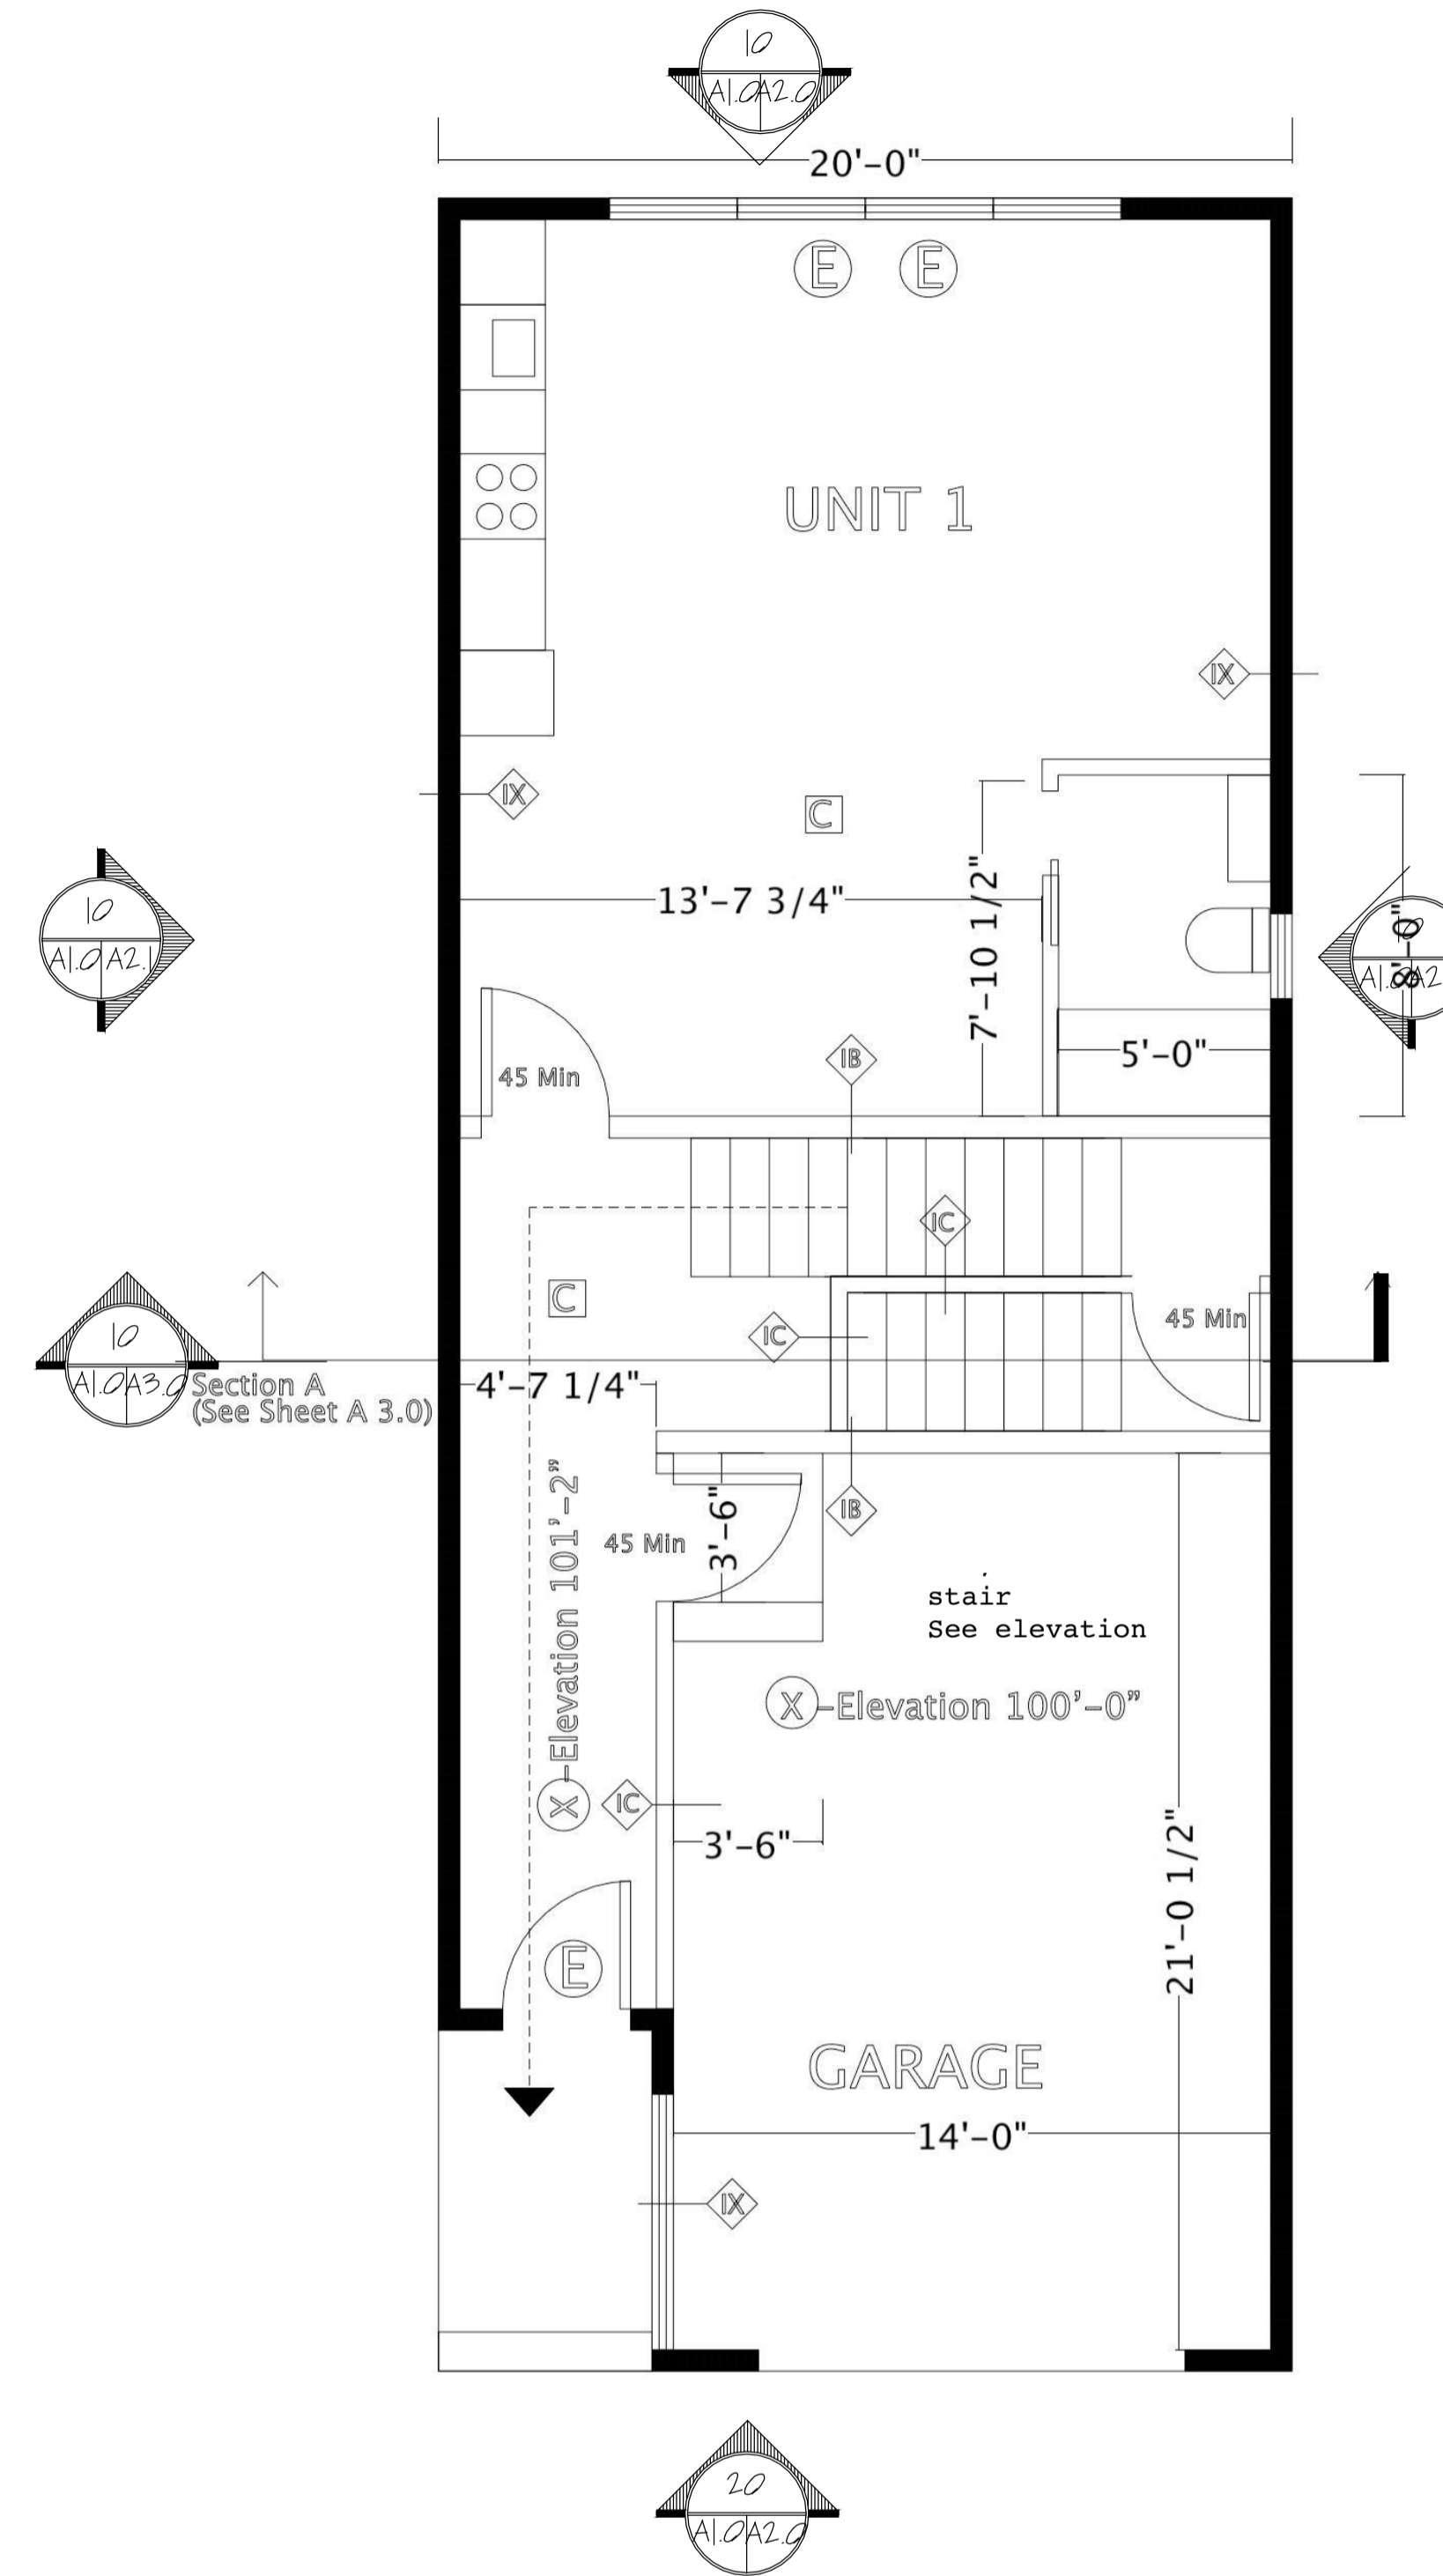 10
A1.0 A2.0
20'-0"
E E
UNIT 1
IX
IX
C
13'-7 3/4"
7'-10 1/2"
8'-0"
10
A1.0 A2.1
5'-0"
IB
45 Min
IC
C
45 Min
IC
10
A1.0 A3.0
Section A
(See Sheet A 3.0)
4'-7 1/4"
3'-6"
IB
45 Min
X-Elevation 101'-2”
stair
See elevation
X-Elevation 100’-0”
IC
3'-6"
21'-0 1/2"
E
GARAGE
14'-0"
IX
20
A1.0 A2.0